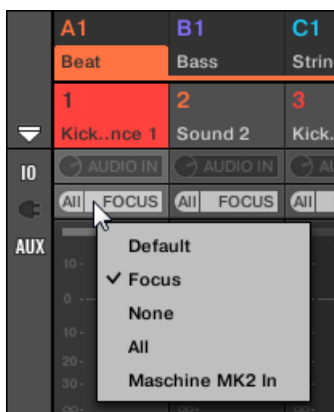 A1 B1 C1
Beat Bass Strin
1 2 3
Kick..nce 1 Sound 2 Kick.
IO AUDIO IN AUDIO IN AU
All FOCUS All FOCUS All
AUX
Default
10-
Focus
0-
None
10-
All
20-
Maschine MK2 In
30-